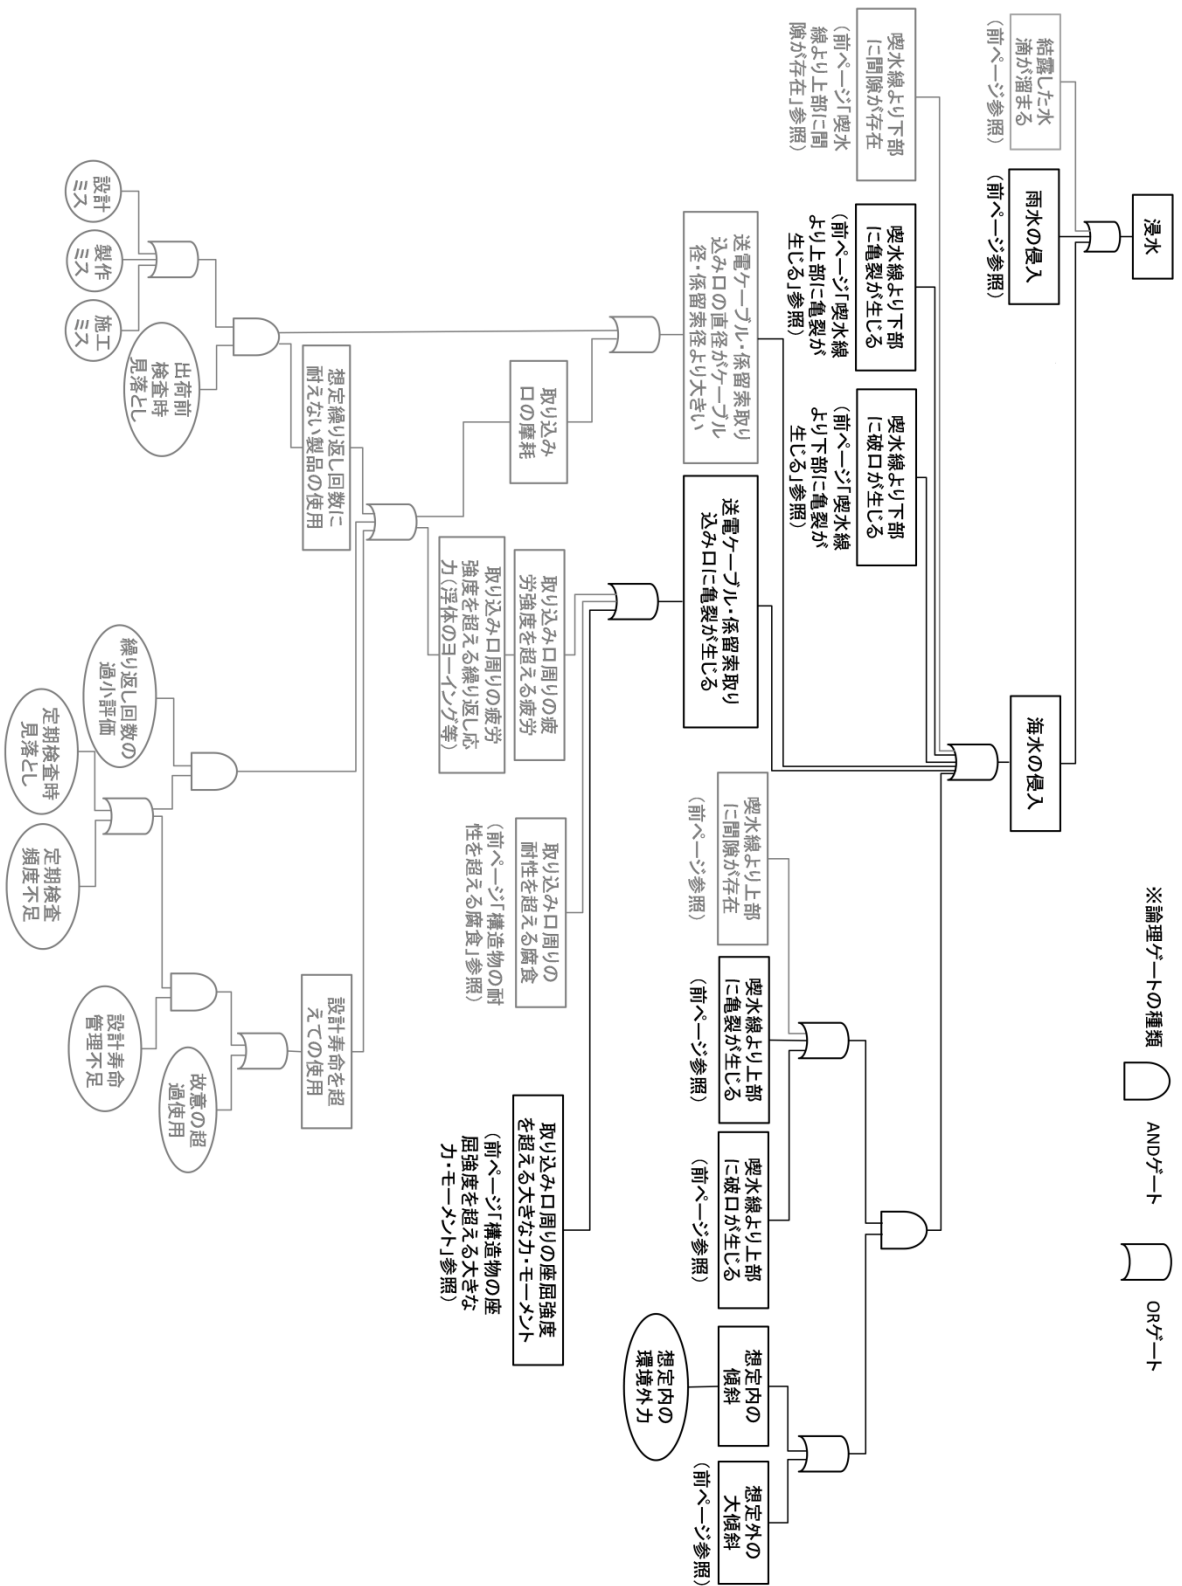 ※論理ゲートの種類
ANDゲート
ORゲート
浸水
結露した水
滴が溜まる
(前ページ参照)
雨水の侵入
(前ページ参照)
海水の侵入
喫水線より下部
に間隙が存在
(前ページ「喫水
線より上部に間
隙が存在」参照)
喫水線より下部
に亀裂が生じる
(前ページ「喫水線
より上部に亀裂が
生じる」参照)
喫水線より下部
に破口が生じる
(前ページ「喫水線
より下部に亀裂が
生じる」参照)
送電ケーブル・係留索取り
込み口の直径がケーブル
径・係留索径より大きい
送電ケーブル・係留索取り
込み口に亀裂が生じる
喫水線より上部
に間隙が存在
(前ページ参照)
喫水線より上部
に亀裂が生じる
(前ページ参照)
喫水線より上部
に破口が生じる
(前ページ参照)
想定内の
傾斜
想定外の
大傾斜
(前ページ参照)
想定内の
環境外力
取り込み
口の摩耗
取り込み口周りの疲
労強度を超える疲労
取り込み口周りの疲労
強度を超える繰り返し応
力(浮体のヨーイング等)
取り込み口周りの
耐性を超える腐食
(前ページ「構造物の耐
性を超える腐食」参照)
取り込み口周りの座屈強度
を超える大きな力・モーメント
(前ページ「構造物の座
屈強度を超える大きな
力・モーメント」参照)
想定繰り返し回数に
耐えない製品の使用
設計寿命を超
えての使用
設計
ミス
製作
ミス
施工
ミス
出荷前
検査時
見落とし
繰り返し回数の
過小評価
定期検査時
見落とし
定期検査
頻度不足
設計寿命
管理不足
故意の超
過使用